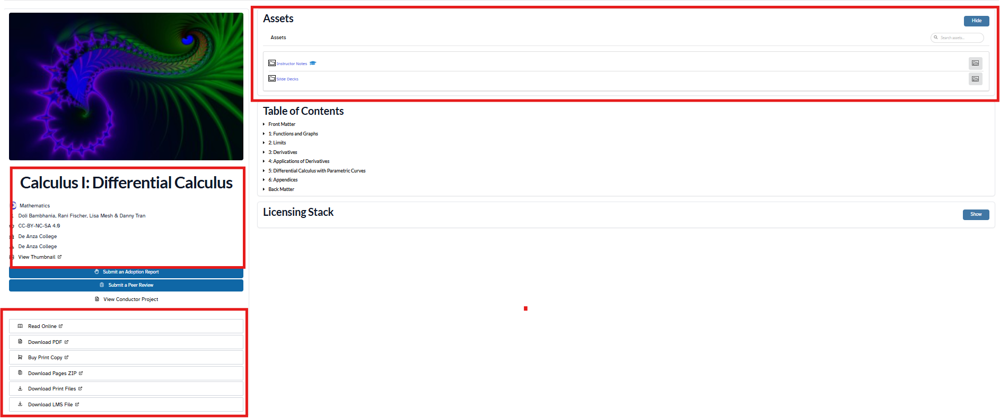 Calculus I: Differential Calculus
Mathematics
Doli Bambhania, Rani Fischer, Lisa Mesh & Danny Tran
CC-BY-NC-SA 4.0
De Anza College
De Anza College
View Thumbnail
Submit an Adoption Report
Submit a Peer Review
View Conductor Project
Read Online
Download PDF
Buy Print Copy
Download Pages ZIP
Download Print Files
Download LMS File
Assets
Hide
Assets
Search assets...
Instructor Notes
Slide Decks
Table of Contents
Front Matter
1: Functions and Graphs
2: Limits
3: Derivatives
4: Applications of Derivatives
5: Differential Calculus with Parametric Curves
6: Appendices
Back Matter
Licensing Stack
Show